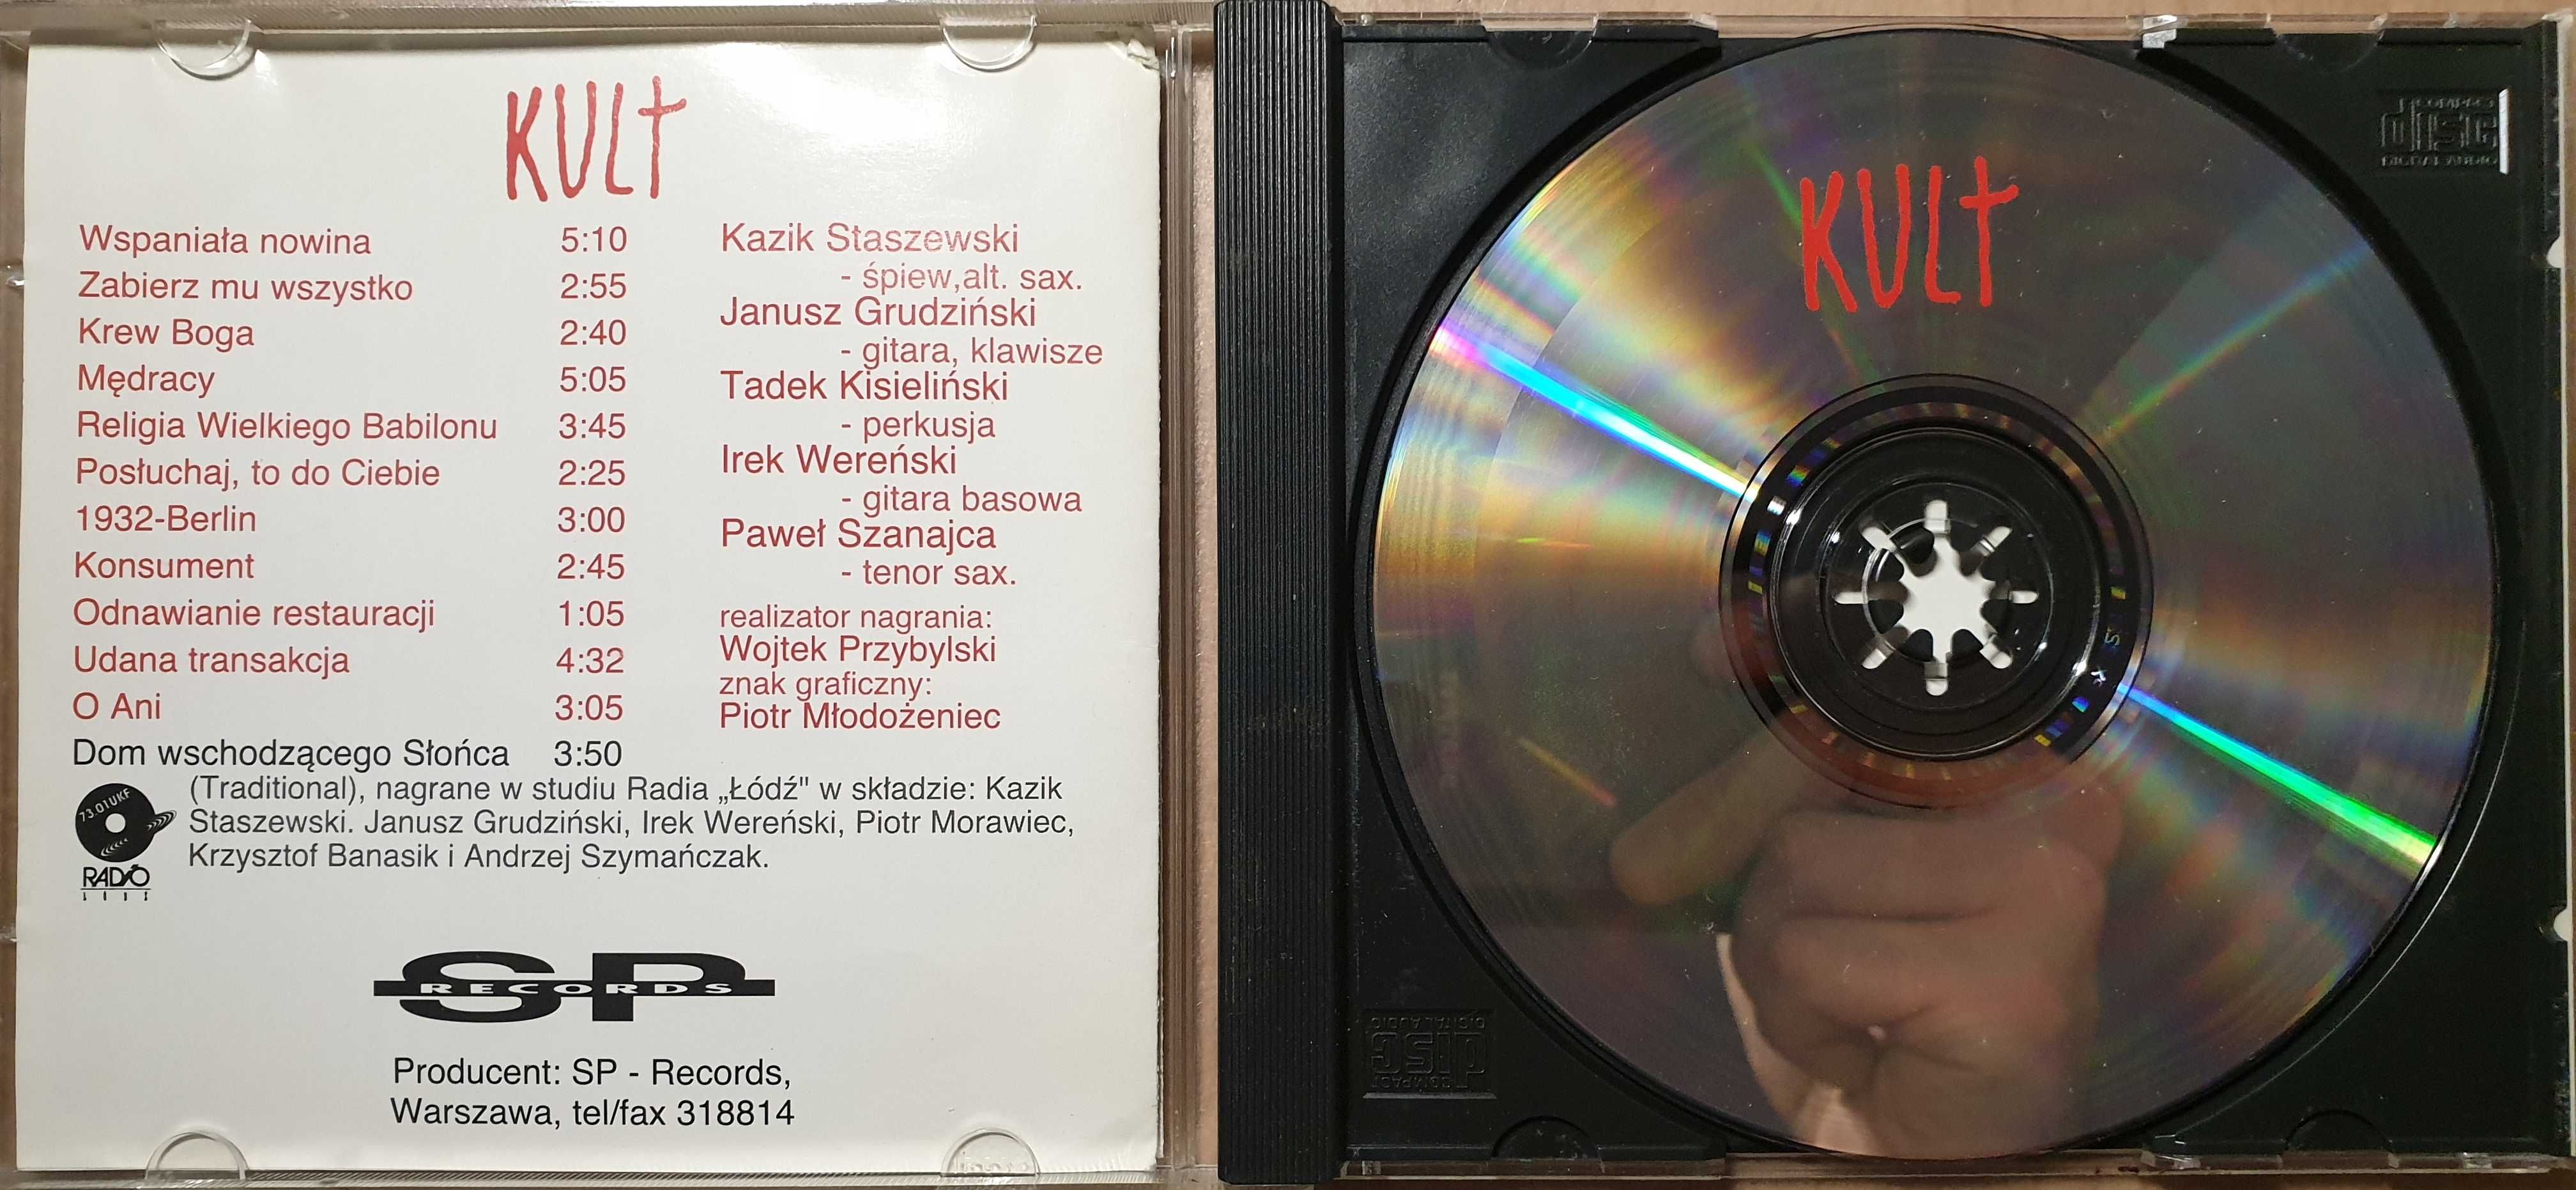 KULT
Wspaniała nowina 5:10
Zabierz mu wszystko 2:55
Krew Boga 2:40
Mędracy 5:05
Religia Wielkiego Babilonu 3:45
Posłuchaj, to do Ciebie 2:25
1932-Berlin 3:00
Konsument 2:45
Odnawianie restauracji 1:05
Udana transakcja 4:32
O Ani 3:05
Dom wschodzącego Słońca 3:50
(Traditional), nagrane w studiu Radia „Łódź" w składzie: Kazik
Staszewski. Janusz Grudziński, Irek Wereński, Piotr Morawiec,
Krzysztof Banasik i Andrzej Szymańczak.
73.01UKF
RADIO
Kazik Staszewski
- śpiew,alt. sax.
Janusz Grudziński
- gitara, klawisze
Tadek Kisieliński
- perkusja
Irek Wereński
- gitara basowa
Paweł Szanajca
- tenor sax.
realizator nagrania:
Wojtek Przybylski
znak graficzny:
Piotr Młodożeniec
SP
RECORDS
Producent: SP - Records,
Warszawa, tel/fax 318814
KULT
COMPACT
disc
DIGITAL AUDIO
COMPACT
disc
DIGITAL AUDIO